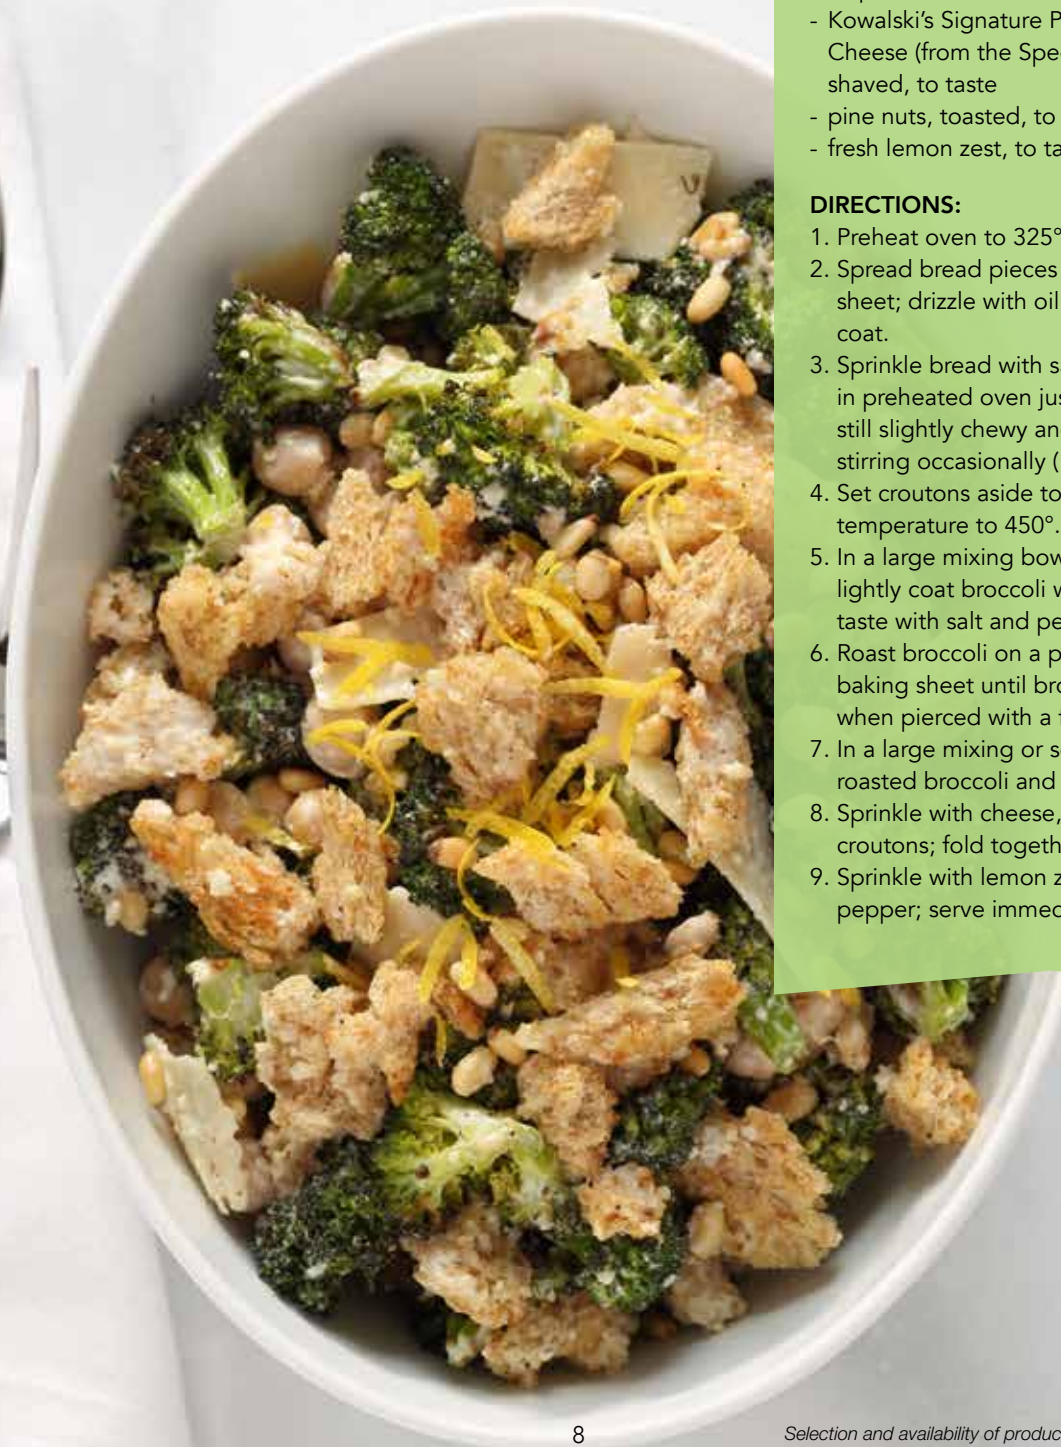 - Kowalski's Signature P
Cheese (from the Spe
shaved, to taste
- pine nuts, toasted, to
- fresh lemon zest, to ta
DIRECTIONS:
1. Preheat oven to 325°
2. Spread bread pieces
sheet; drizzle with oil
coat.
3. Sprinkle bread with s
in preheated oven jus
still slightly chewy an
stirring occasionally (
4. Set croutons aside to
temperature to 450°.
5. In a large mixing bow
lightly coat broccoli w
taste with salt and pe
6. Roast broccoli on a p
baking sheet until bro
when pierced with a
7. In a large mixing or s
roasted broccoli and
8. Sprinkle with cheese,
croutons; fold togeth
9. Sprinkle with lemon z
pepper; serve immed
8
Selection and availability of produc